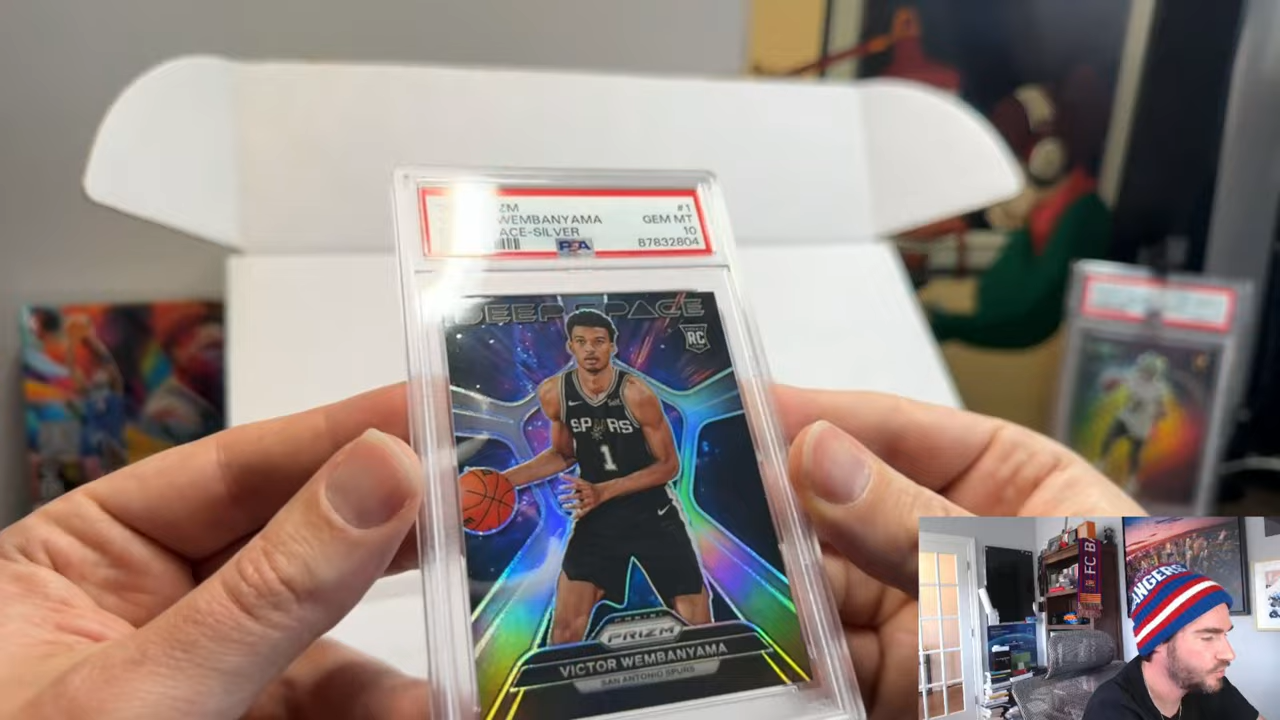 ZM
#1
WEMBANYAMA
GEM MT
ACE-SILVER
10
PSA
87832804
DEEP SPACE
RC
SPURS
1
PANINI
PRIZM
VICTOR WEMBANYAMA
SAN ANTONIO SPURS
FC B
ANGERS